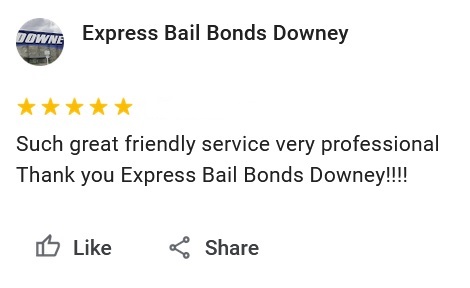 DOWNE
Express Bail Bonds Downey
Such great friendly service very professional
Thank you Express Bail Bonds Downey!!!!
Like
Share